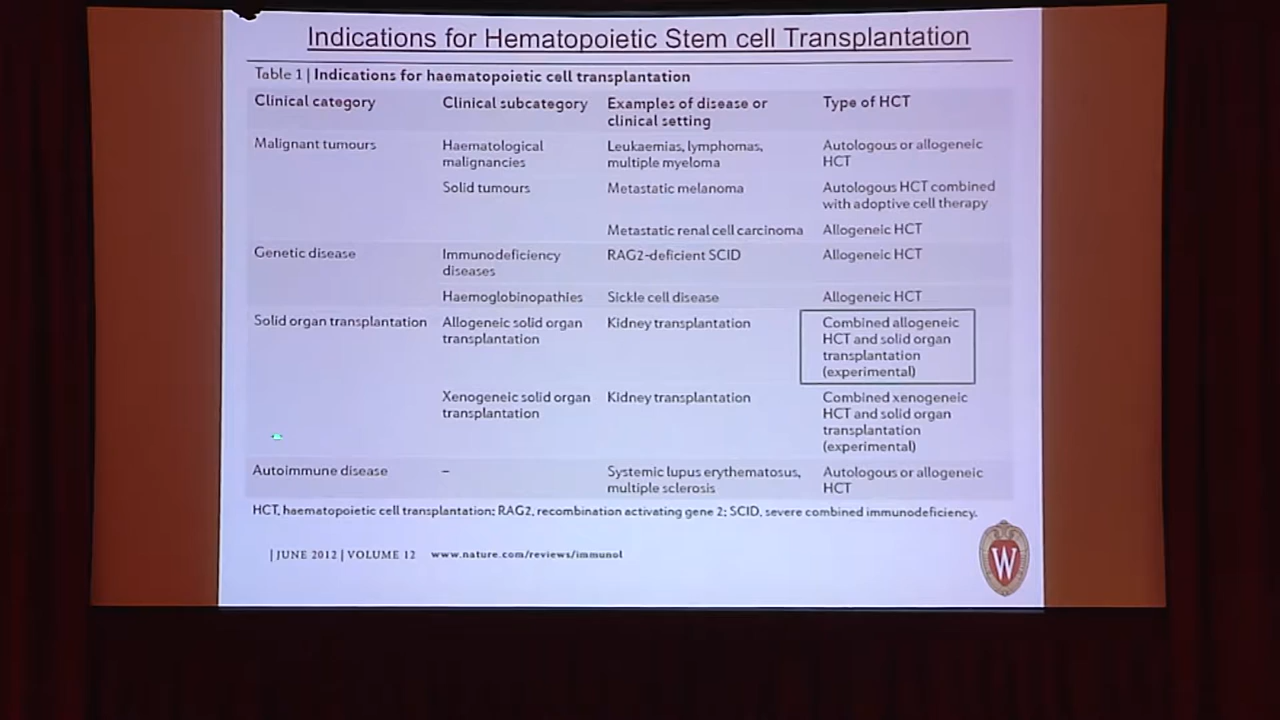 Indications for Hematopoietic Stem cell Transplantation
Table 1 | Indications for haematopoietic cell transplantation
Clinical category Clinical subcategory Examples of disease or clinical setting Type of HCT
Malignant tumours Haematological malignancies Leukaemias, lymphomas, multiple myeloma Autologous or allogeneic HCT
Solid tumours Metastatic melanoma Autologous HCT combined with adoptive cell therapy
Metastatic renal cell carcinoma Allogeneic HCT
Genetic disease Immunodeficiency diseases RAG2-deficient SCID Allogeneic HCT
Haemoglobinopathies Sickle cell disease Allogeneic HCT
Solid organ transplantation Allogeneic solid organ transplantation Kidney transplantation Combined allogeneic HCT and solid organ transplantation (experimental)
Xenogeneic solid organ transplantation Kidney transplantation Combined xenogeneic HCT and solid organ transplantation (experimental)
Autoimmune disease – Systemic lupus erythematosus, multiple sclerosis Autologous or allogeneic HCT
HCT, haematopoietic cell transplantation; RAG2, recombination activating gene 2; SCID, severe combined immunodeficiency.
| JUNE 2012 | VOLUME 12 www.nature.com/reviews/immunol
W